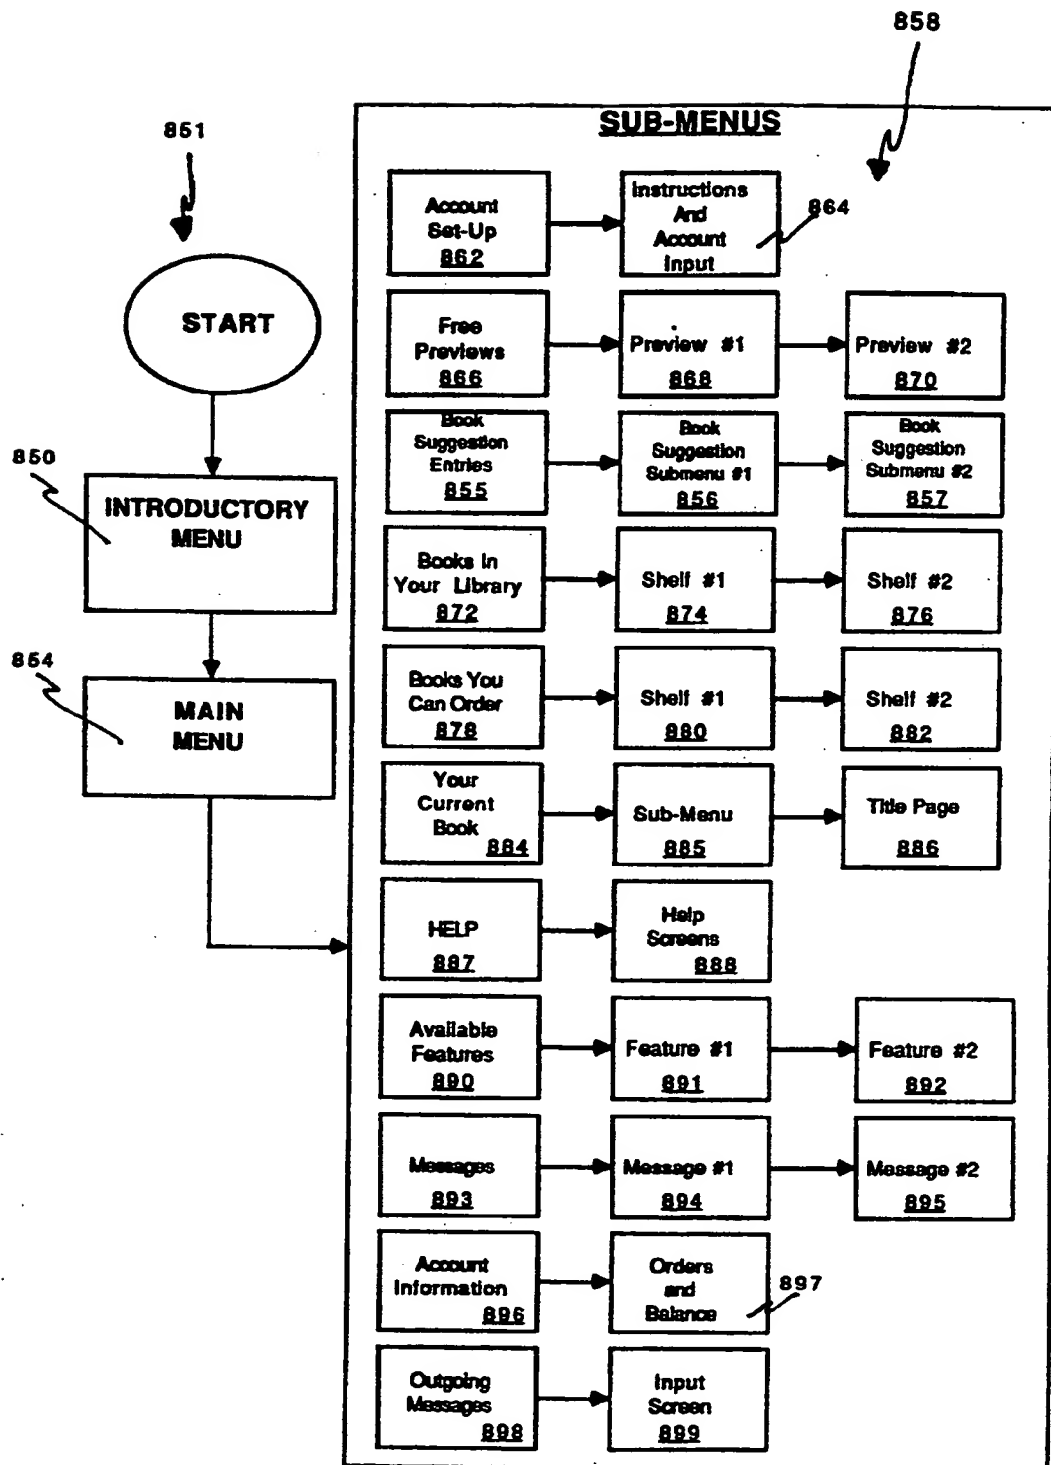 858
851
SUB-MENUS
Account
Set-Up
862
Instructions
And
Account
Input
864
START
Free
Previews
866
Preview #1
868
Preview #2
870
Book
Suggestion
Entries
855
Book
Suggestion
Submenu #1
856
Book
Suggestion
Submenu #2
857
850
INTRODUCTORY
MENU
Books In
Your Library
872
Shelf #1
874
Shelf #2
876
854
MAIN
MENU
Books You
Can Order
878
Shelf #1
880
Shelf #2
882
Your
Current
Book
884
Sub-Menu
885
Title Page
886
HELP
887
Help
Screens
888
Available
Features
890
Feature #1
891
Feature #2
892
Messages
893
Message #1
894
Message #2
895
Account
Information
896
Orders
and
Balance
897
Outgoing
Messages
898
Input
Screen
899